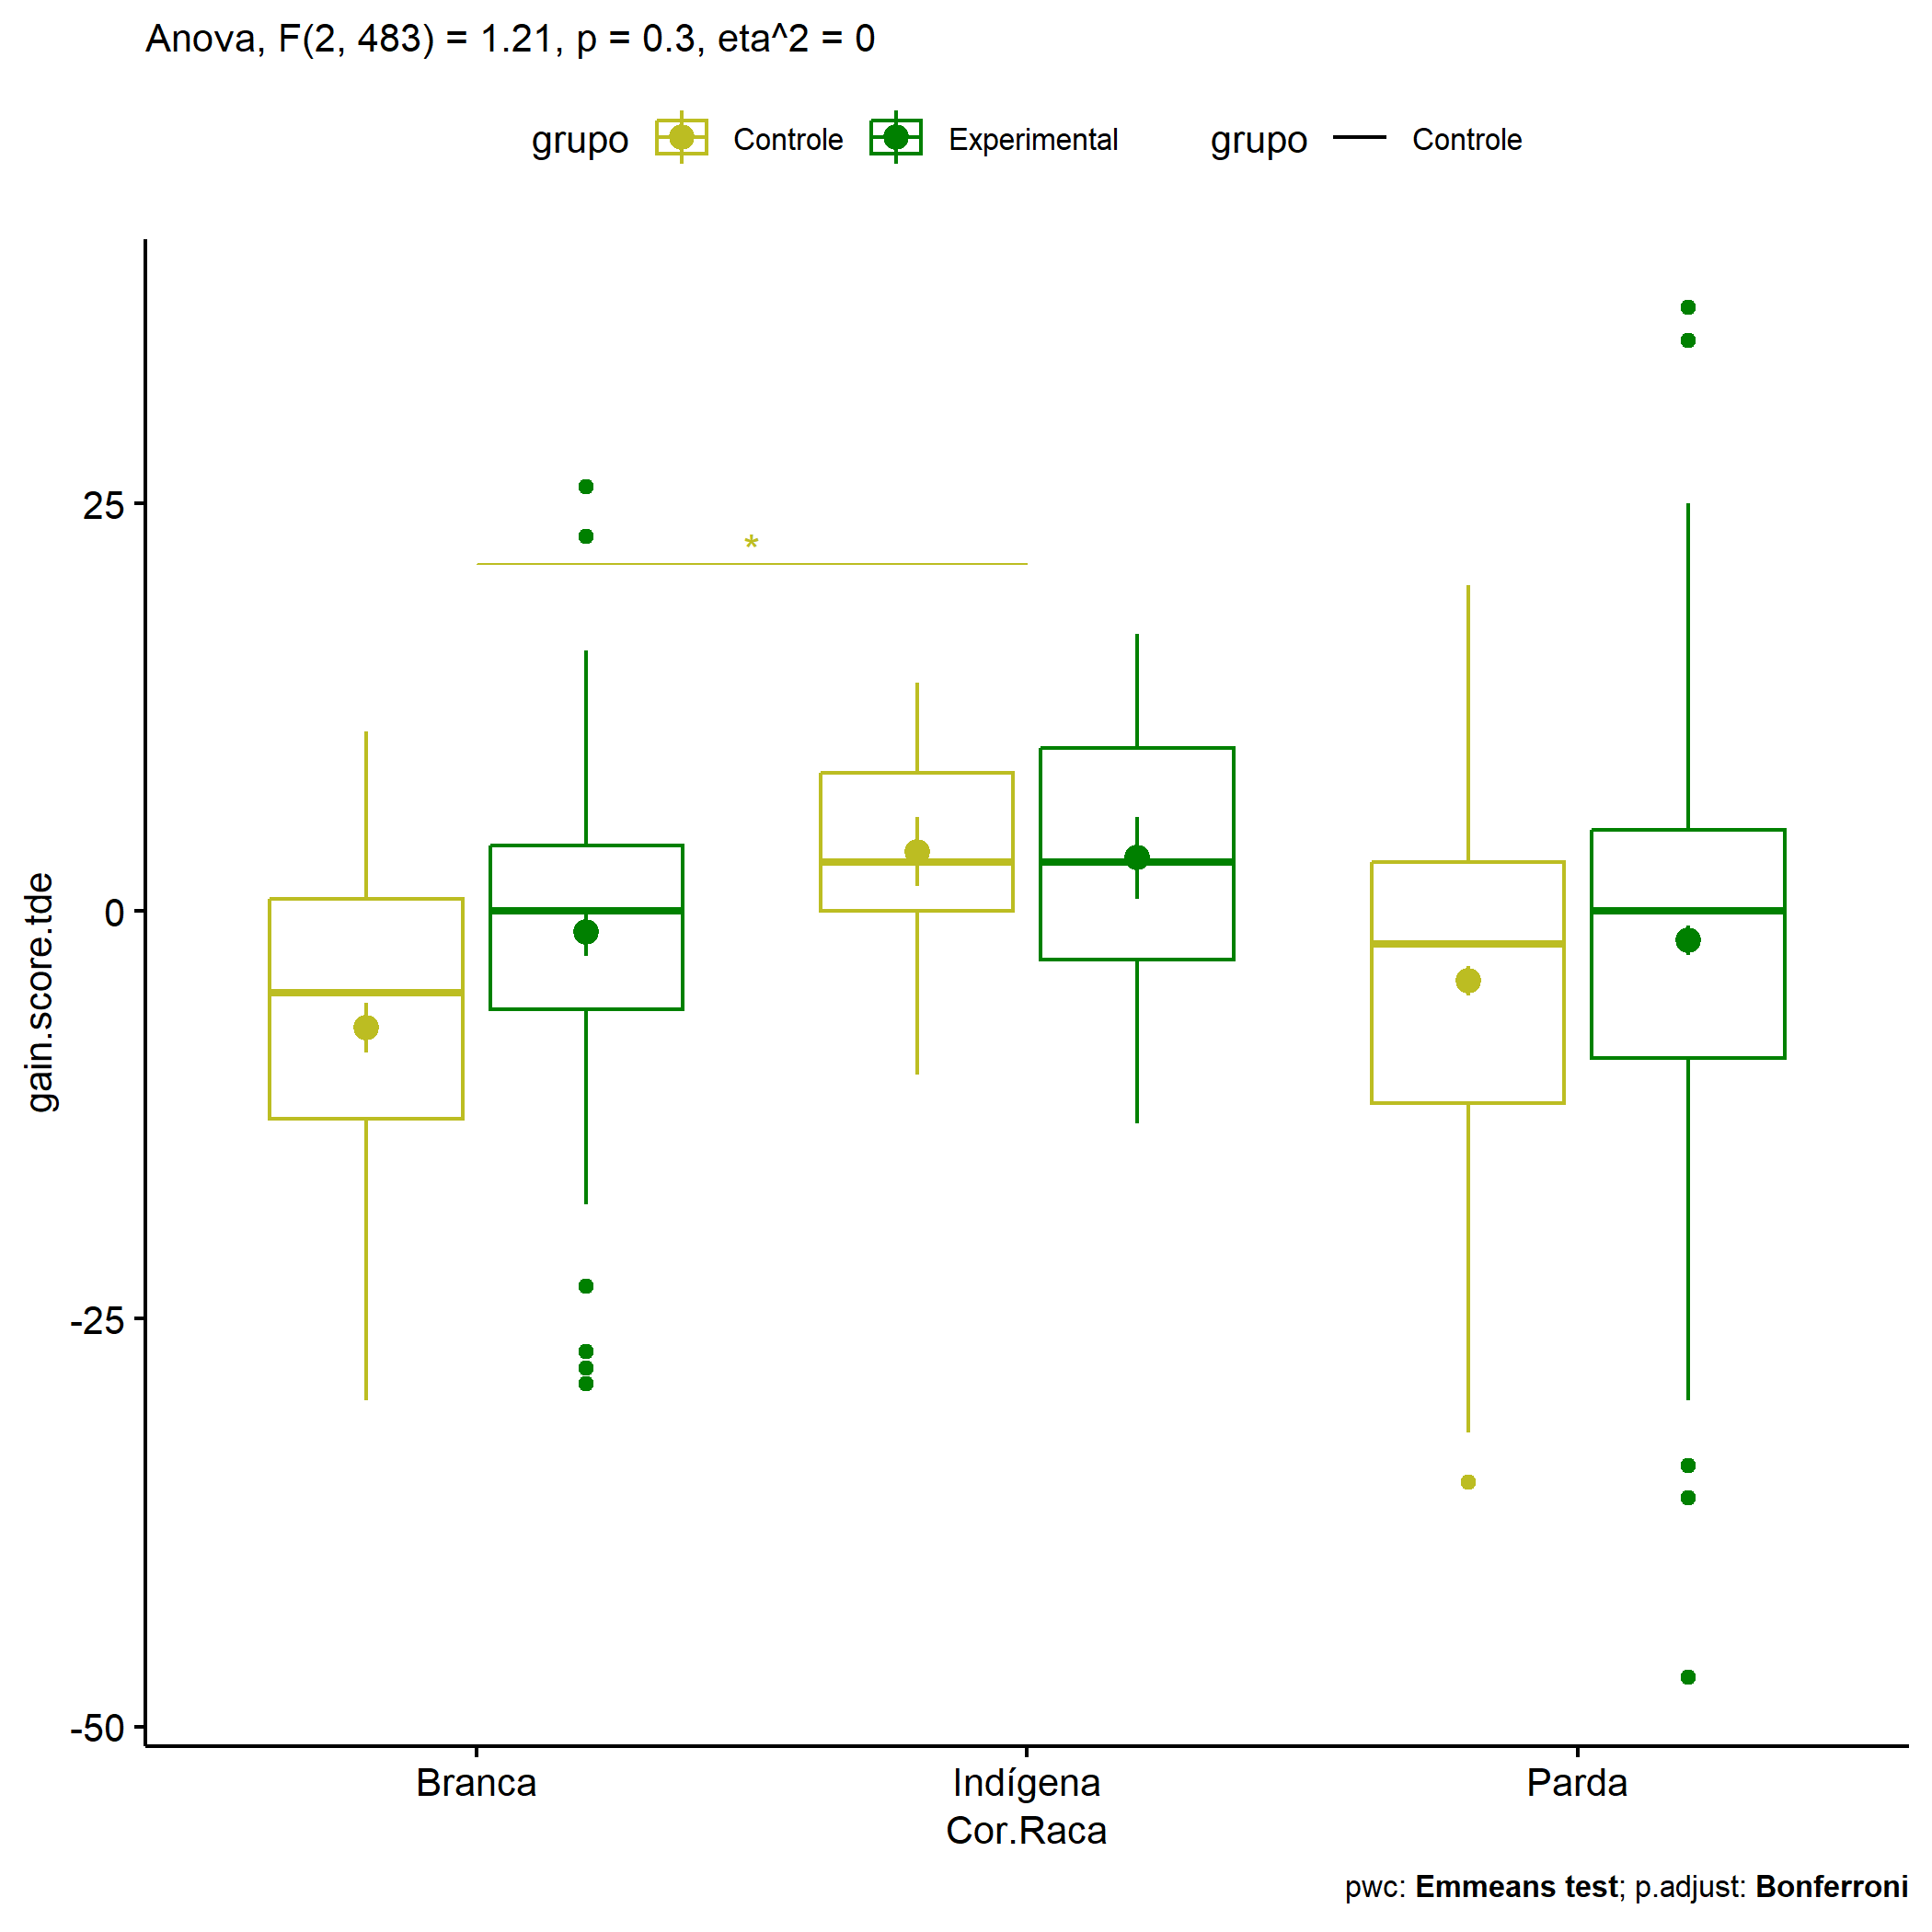 Anova, F(2, 483) = 1.21, p = 0.3, eta^2 = 0
grupo Controle Experimental grupo Controle
*
25
0
-25
-50
gain.score.tde
Branca Indígena Parda
Cor.Raca
pwc: Emmeans test; p.adjust: Bonferroni